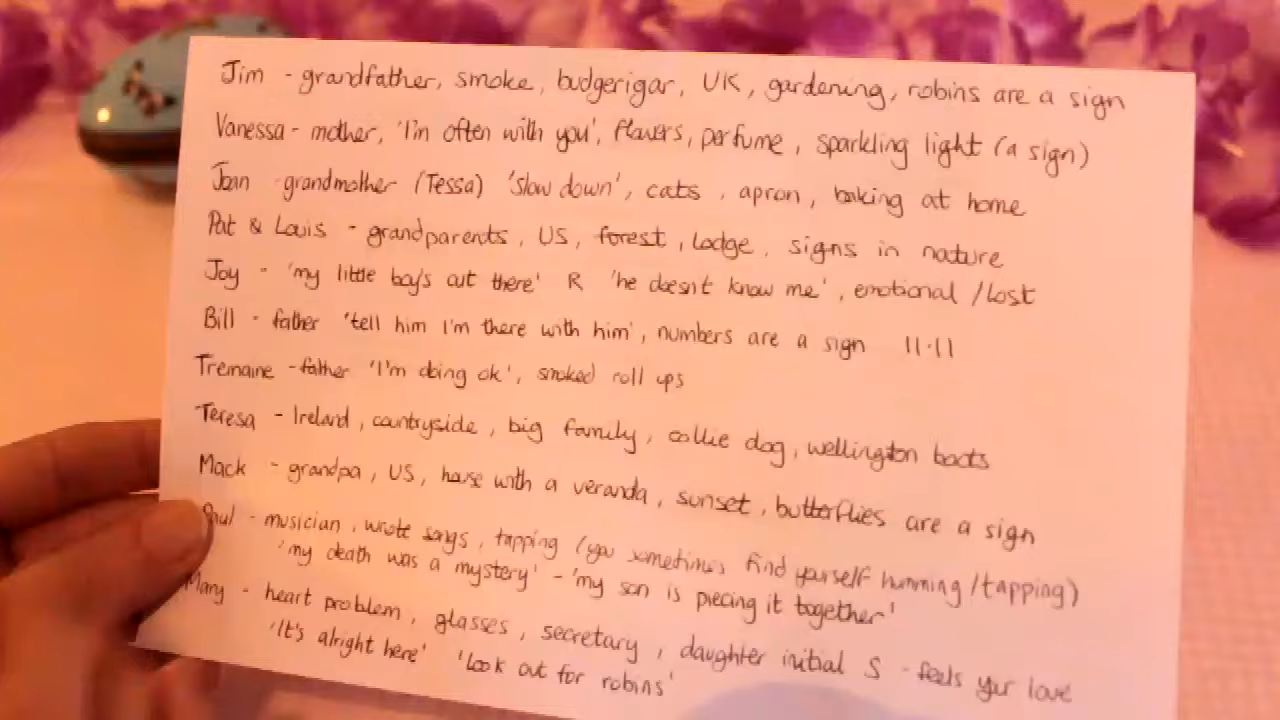 Jim - grandfather, smoke, budgerigar, UK, gardening, robins are a sign
Vanessa - mother, 'I'm often with you', flowers, perfume, sparkling light (a sign)
Joan - grandmother (Tessa) 'slow down', cats, apron, baking at home
Pat & Louis - grandparents, US, forest, lodge, signs in nature
Joy - 'my little boy's out there' R 'he doesn't know me', emotional / lost
Bill - father 'tell him I'm there with him', numbers are a sign 11.11
Tremaine - father 'I'm doing ok', smoked roll ups
Teresa - Ireland, countryside, big family, collie dog, wellington boots
Mack - grandpa, US, house with a veranda, sunset, butterflies are a sign
Paul - musician, wrote songs, tapping (you sometimes find yourself humming/tapping)
'my death was a mystery' - 'my son is piecing it together'
Mary - heart problem, glasses, secretary, daughter initial S - feels your love
'It's alright here' 'Look out for robins'